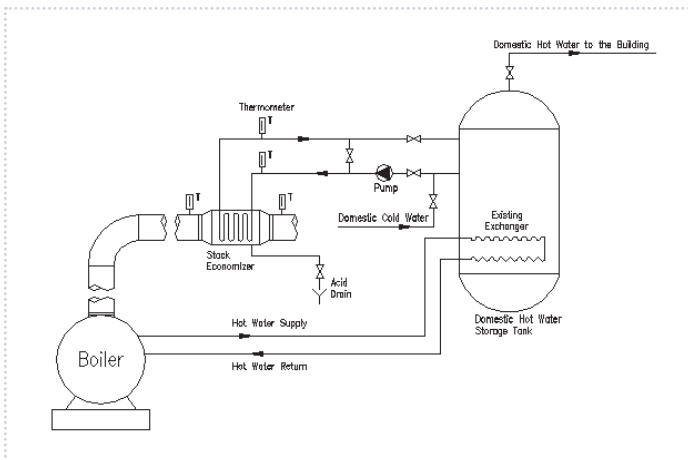 Domestic Hot Water to the Building
Thermometer
T
T
Pump
T
T
Domestic Cold Water
Existing
Exchanger
Stack
Economizer
Acid
Drain
Hot Water Supply
Domestic Hot Water
Storage Tank
Boiler
Hot Water Return